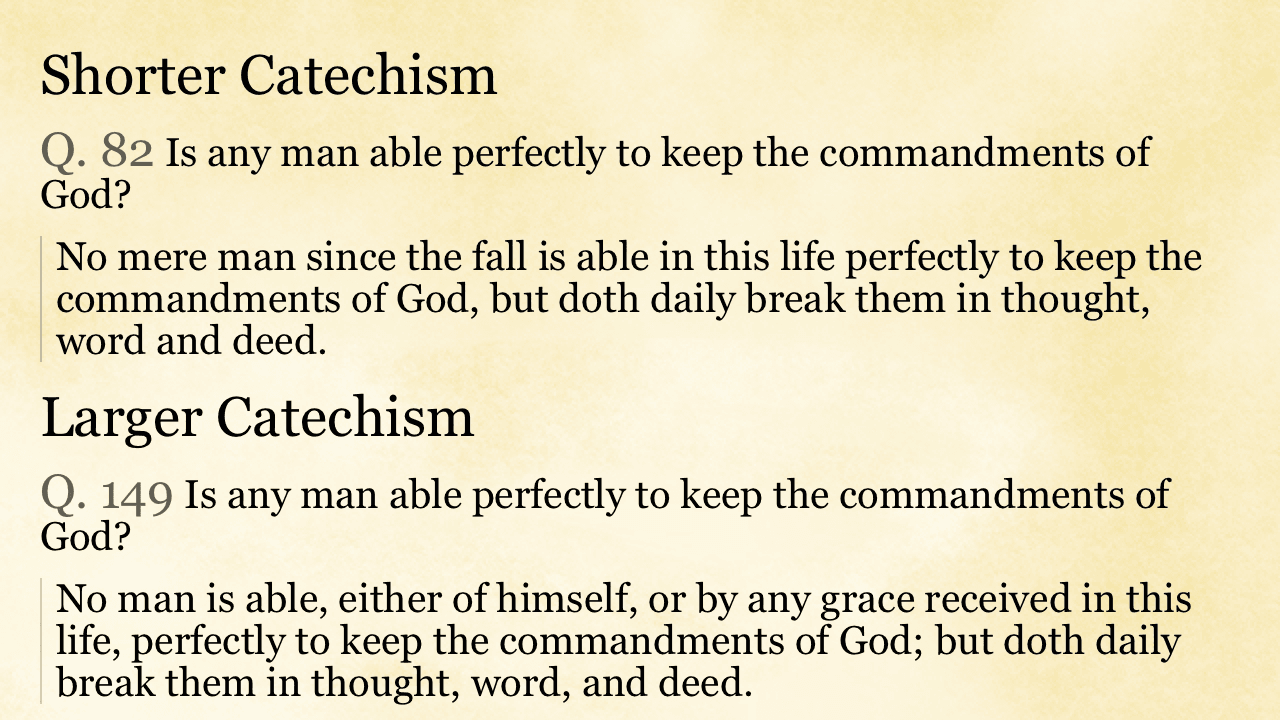 Shorter Catechism
Q. 82 Is any man able perfectly to keep the commandments of
God?
No mere man since the fall is able in this life perfectly to keep the
commandments of God, but doth daily break them in thought,
word and deed.
Larger Catechism
Q. 149 Is any man able perfectly to keep the commandments of
God?
No man is able, either of himself, or by any grace received in this
life, perfectly to keep the commandments of God; but doth daily
break them in thought, word, and deed.